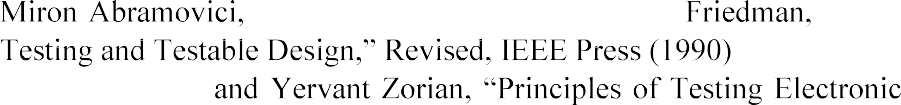 Miron Abramovici, Friedman,
Testing and Testable Design,” Revised, IEEE Press (1990)
and Yervant Zorian, “Principles of Testing Electronic